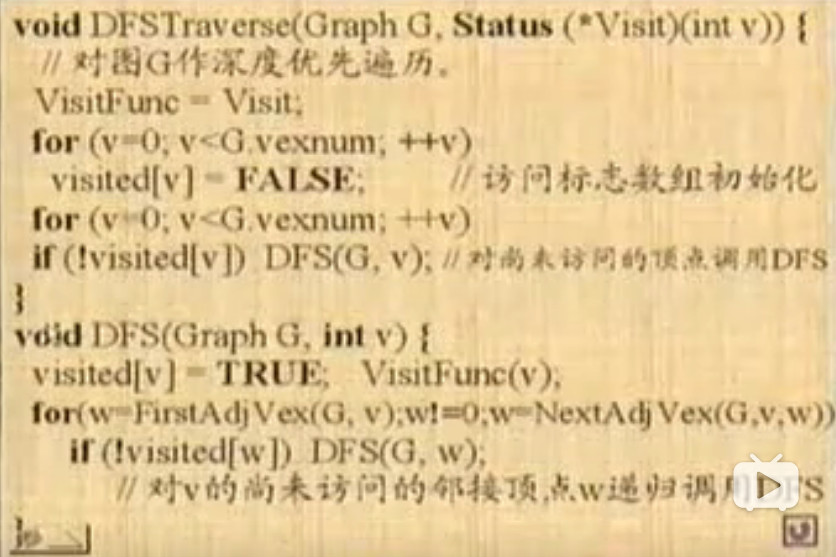 void DFSTraverse(Graph G, Status (*Visit)(int v)) {
// 对图G作深度优先遍历。
VisitFunc = Visit;
for (v=0; v<G.vexnum; ++v)
visited[v] = FALSE; // 访问标志数组初始化
for (v=0; v<G.vexnum; ++v)
if (!visited[v]) DFS(G, v); // 对尚未访问的顶点调用DFS
}
void DFS(Graph G, int v) {
visited[v] = TRUE; VisitFunc(v);
for(w=FirstAdjVex(G, v);w!=0;w=NextAdjVex(G,v,w))
if (!visited[w]) DFS(G, w);
// 对v的尚未访问的邻接顶点w递归调用DFS
}